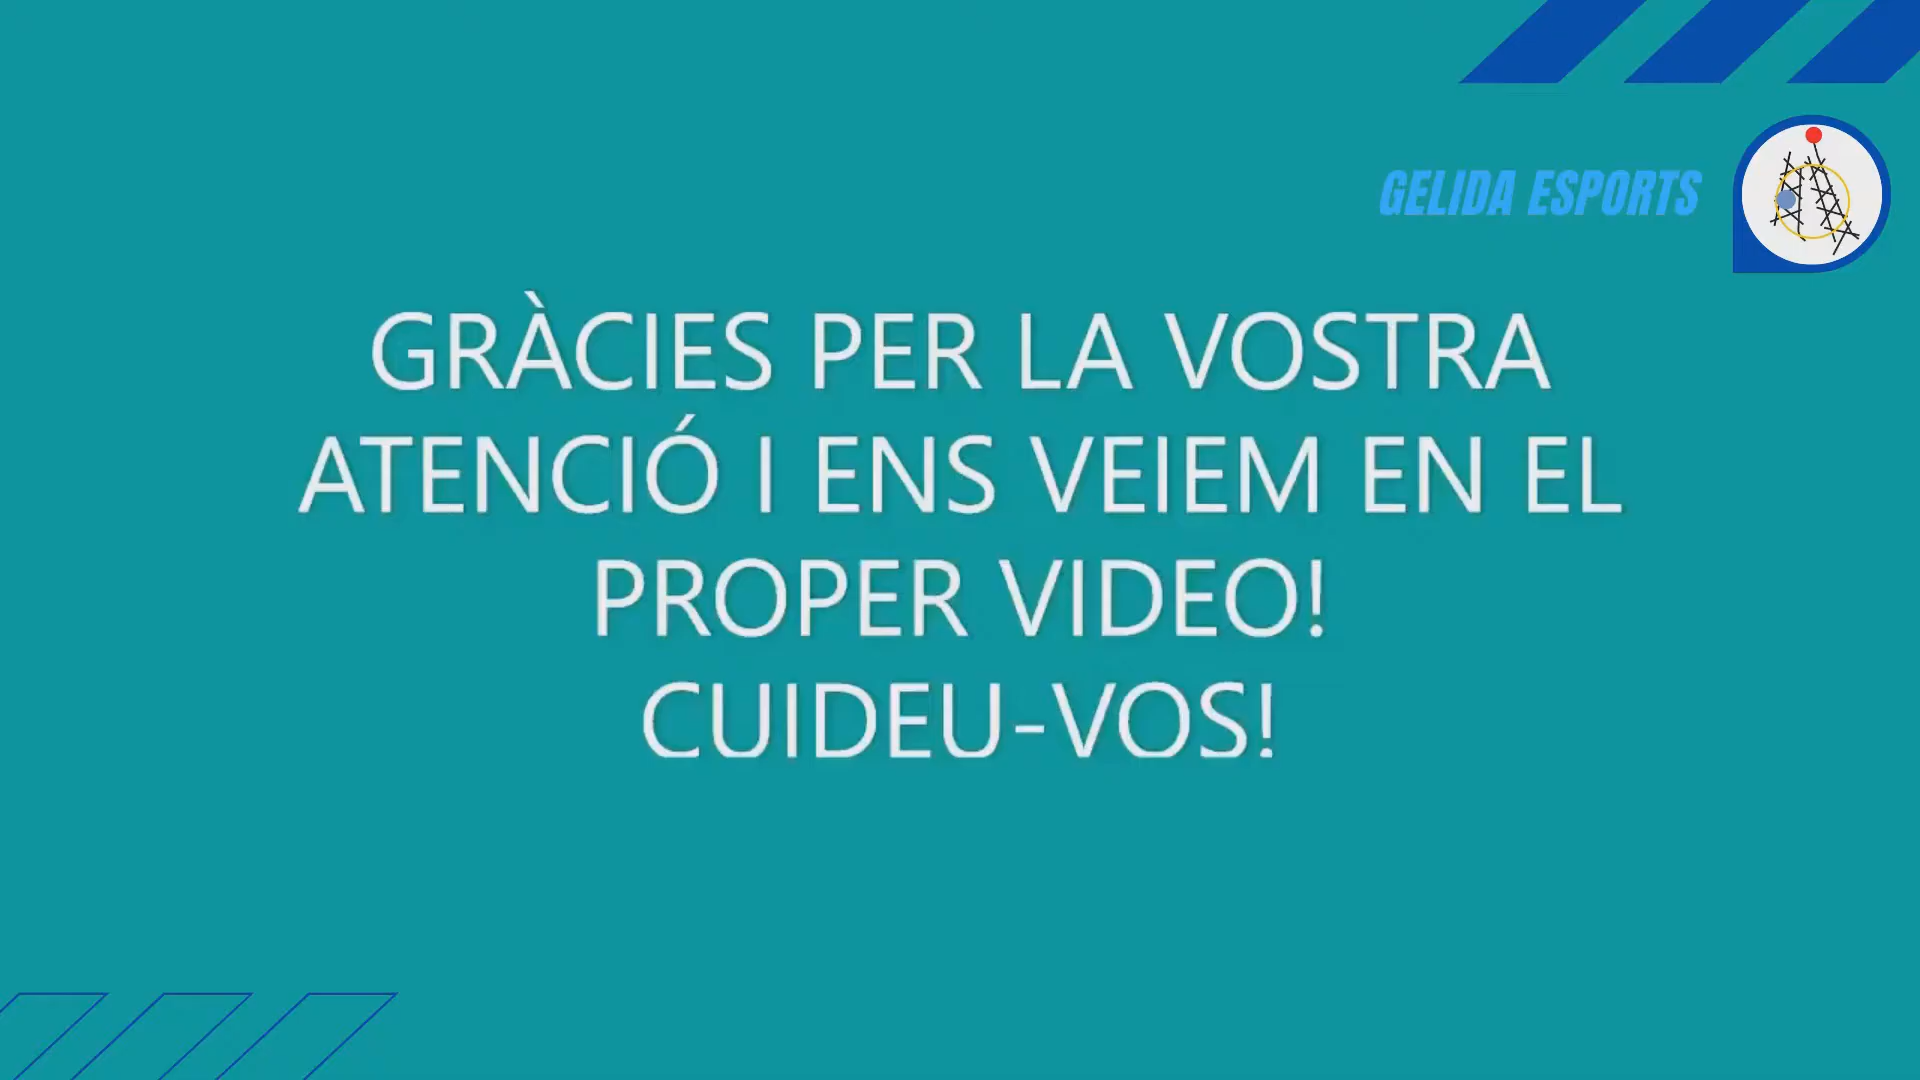 GELIDA ESPORTS
GRÀCIES PER LA VOSTRA
ATENCIÓ I ENS VEIEM EN EL
PROPER VIDEO!
CUIDEU-VOS!